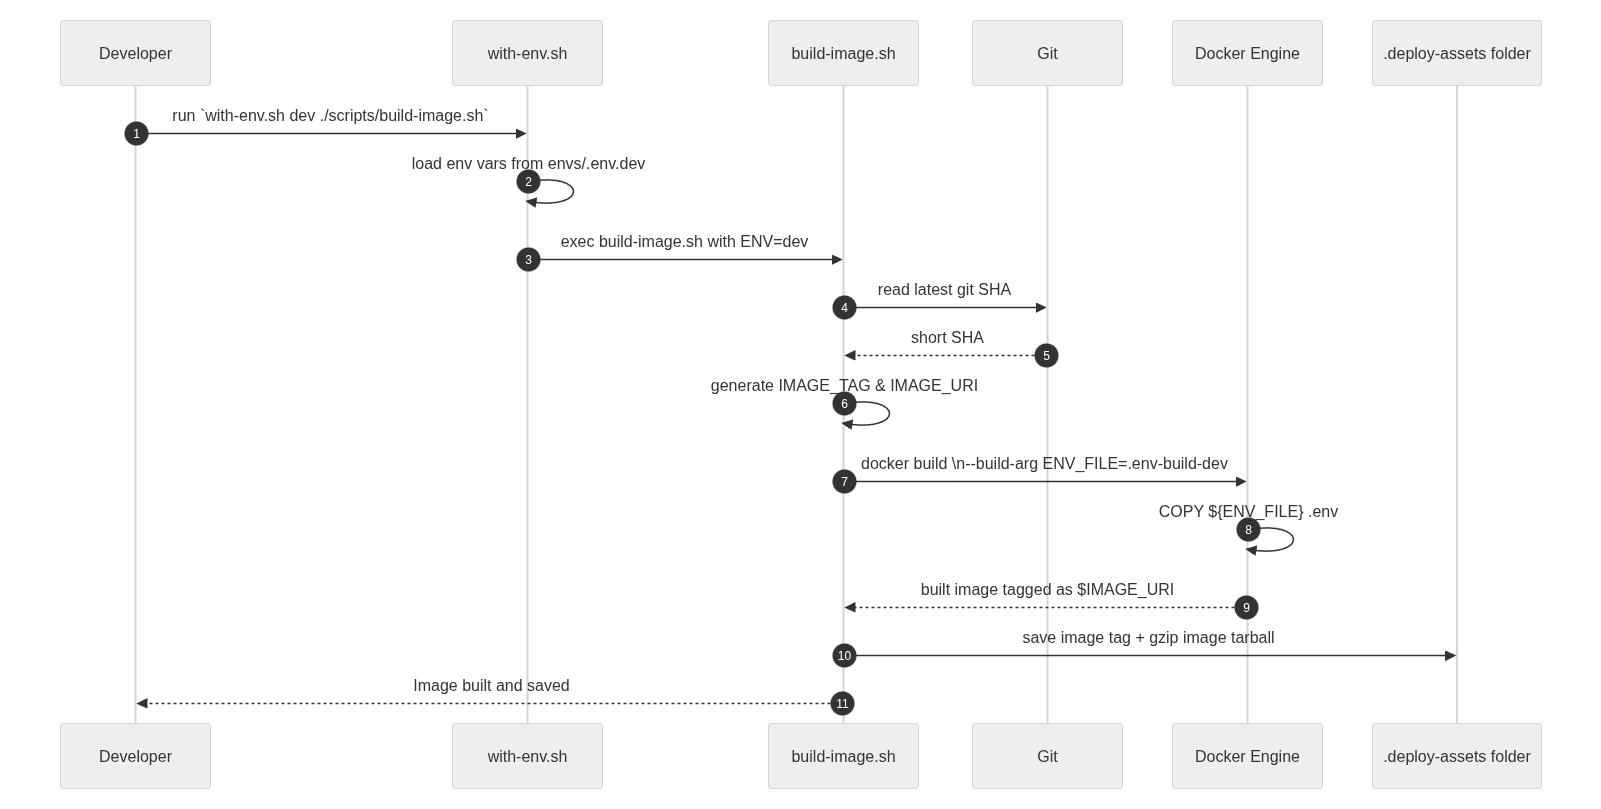 Developer
with-env.sh
build-image.sh
Git
Docker Engine
.deploy-assets folder
run `with-env.sh dev ./scripts/build-image.sh`
1
load env vars from envs/.env.dev
2
exec build-image.sh with ENV=dev
3
read latest git SHA
4
short SHA
5
generate IMAGE_TAG & IMAGE_URI
6
docker build \n--build-arg ENV_FILE=.env-build-dev
7
COPY ${ENV_FILE} .env
8
built image tagged as $IMAGE_URI
9
save image tag + gzip image tarball
10
Image built and saved
11
Developer
with-env.sh
build-image.sh
Git
Docker Engine
.deploy-assets folder